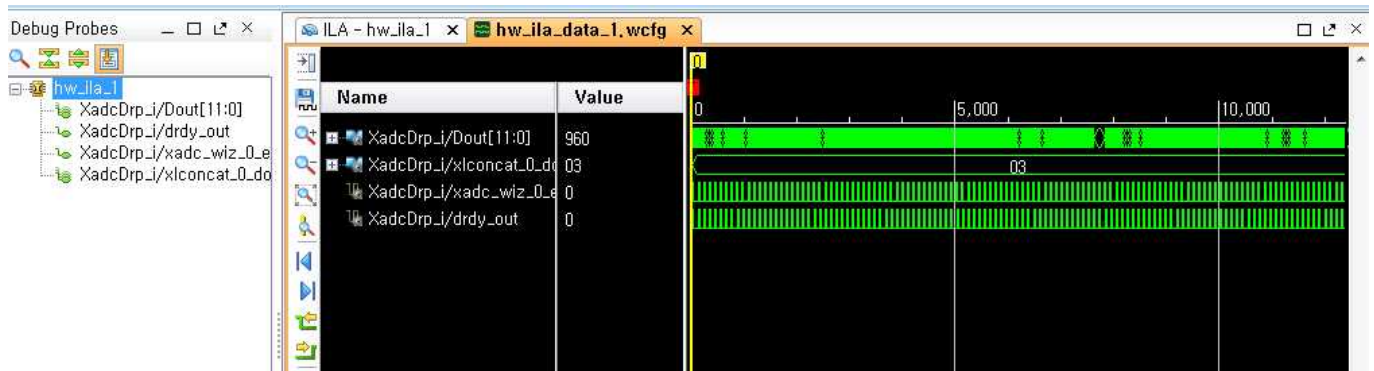 Debug Probes
hw_ila_1
XadcDrp_i/Dout[11:0]
XadcDrp_i/drdy_out
XadcDrp_i/xadc_wiz_0_e
XadcDrp_i/xlconcat_0_do
ILA - hw_ila_1
hw_ila_data_1.wcfg
Name Value
XadcDrp_i/Dout[11:0] 960
XadcDrp_i/xlconcat_0_do 03
XadcDrp_i/xadc_wiz_0_e 0
XadcDrp_i/drdy_out 0
0
0 5,000 10,000
03